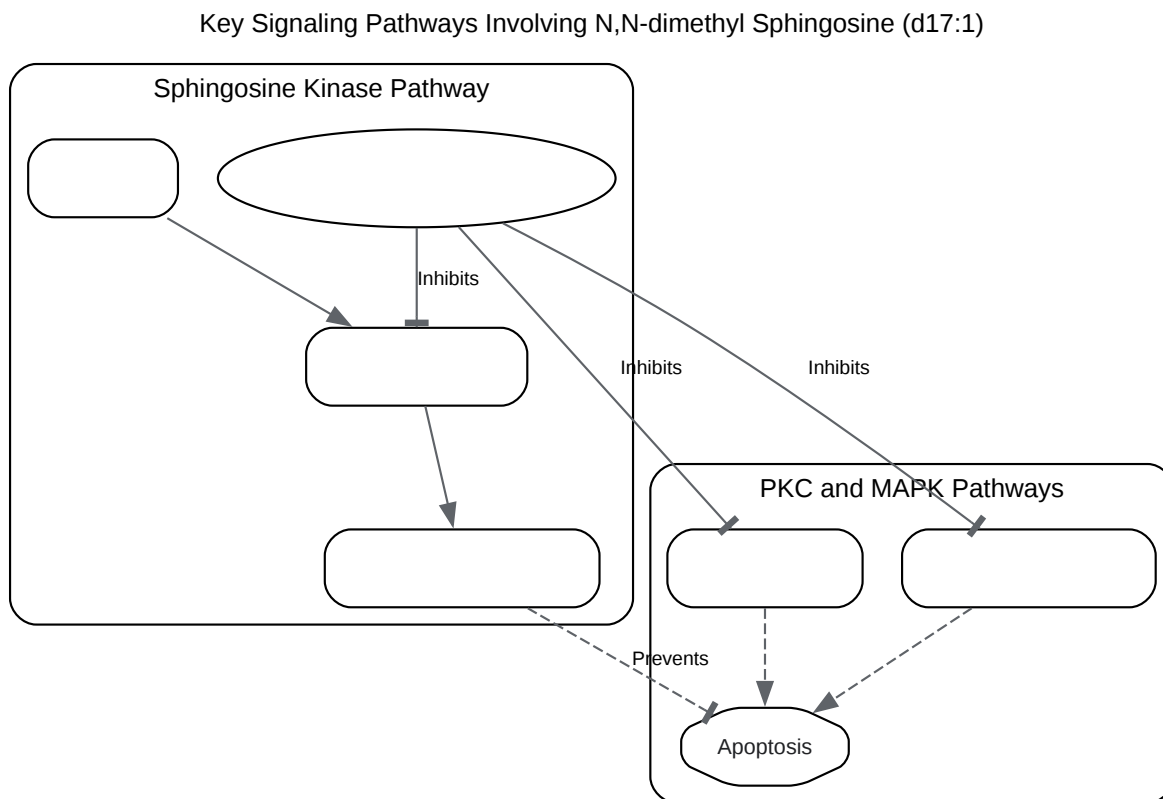 Key Signaling Pathways Involving N,N-dimethyl Sphingosine (d17:1)
Sphingosine Kinase Pathway
Inhibits
Inhibits
Inhibits
PKC and MAPK Pathways
Prevents
Apoptosis